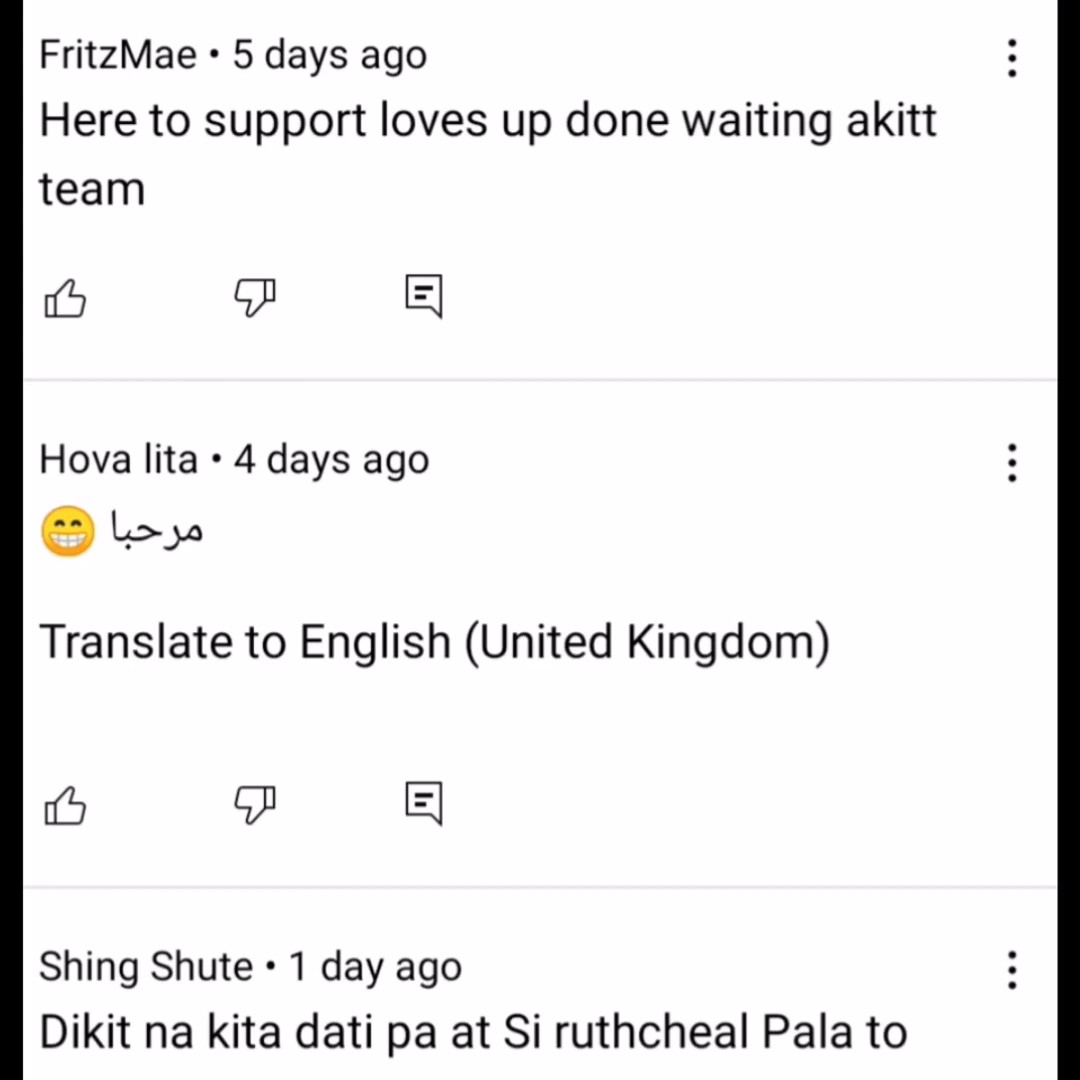 FritzMae • 5 days ago
Here to support loves up done waiting akitt
team
Hova lita • 4 days ago
مرحبا 😁
Translate to English (United Kingdom)
Shing Shute • 1 day ago
Dikit na kita dati pa at Si ruthcheal Pala to